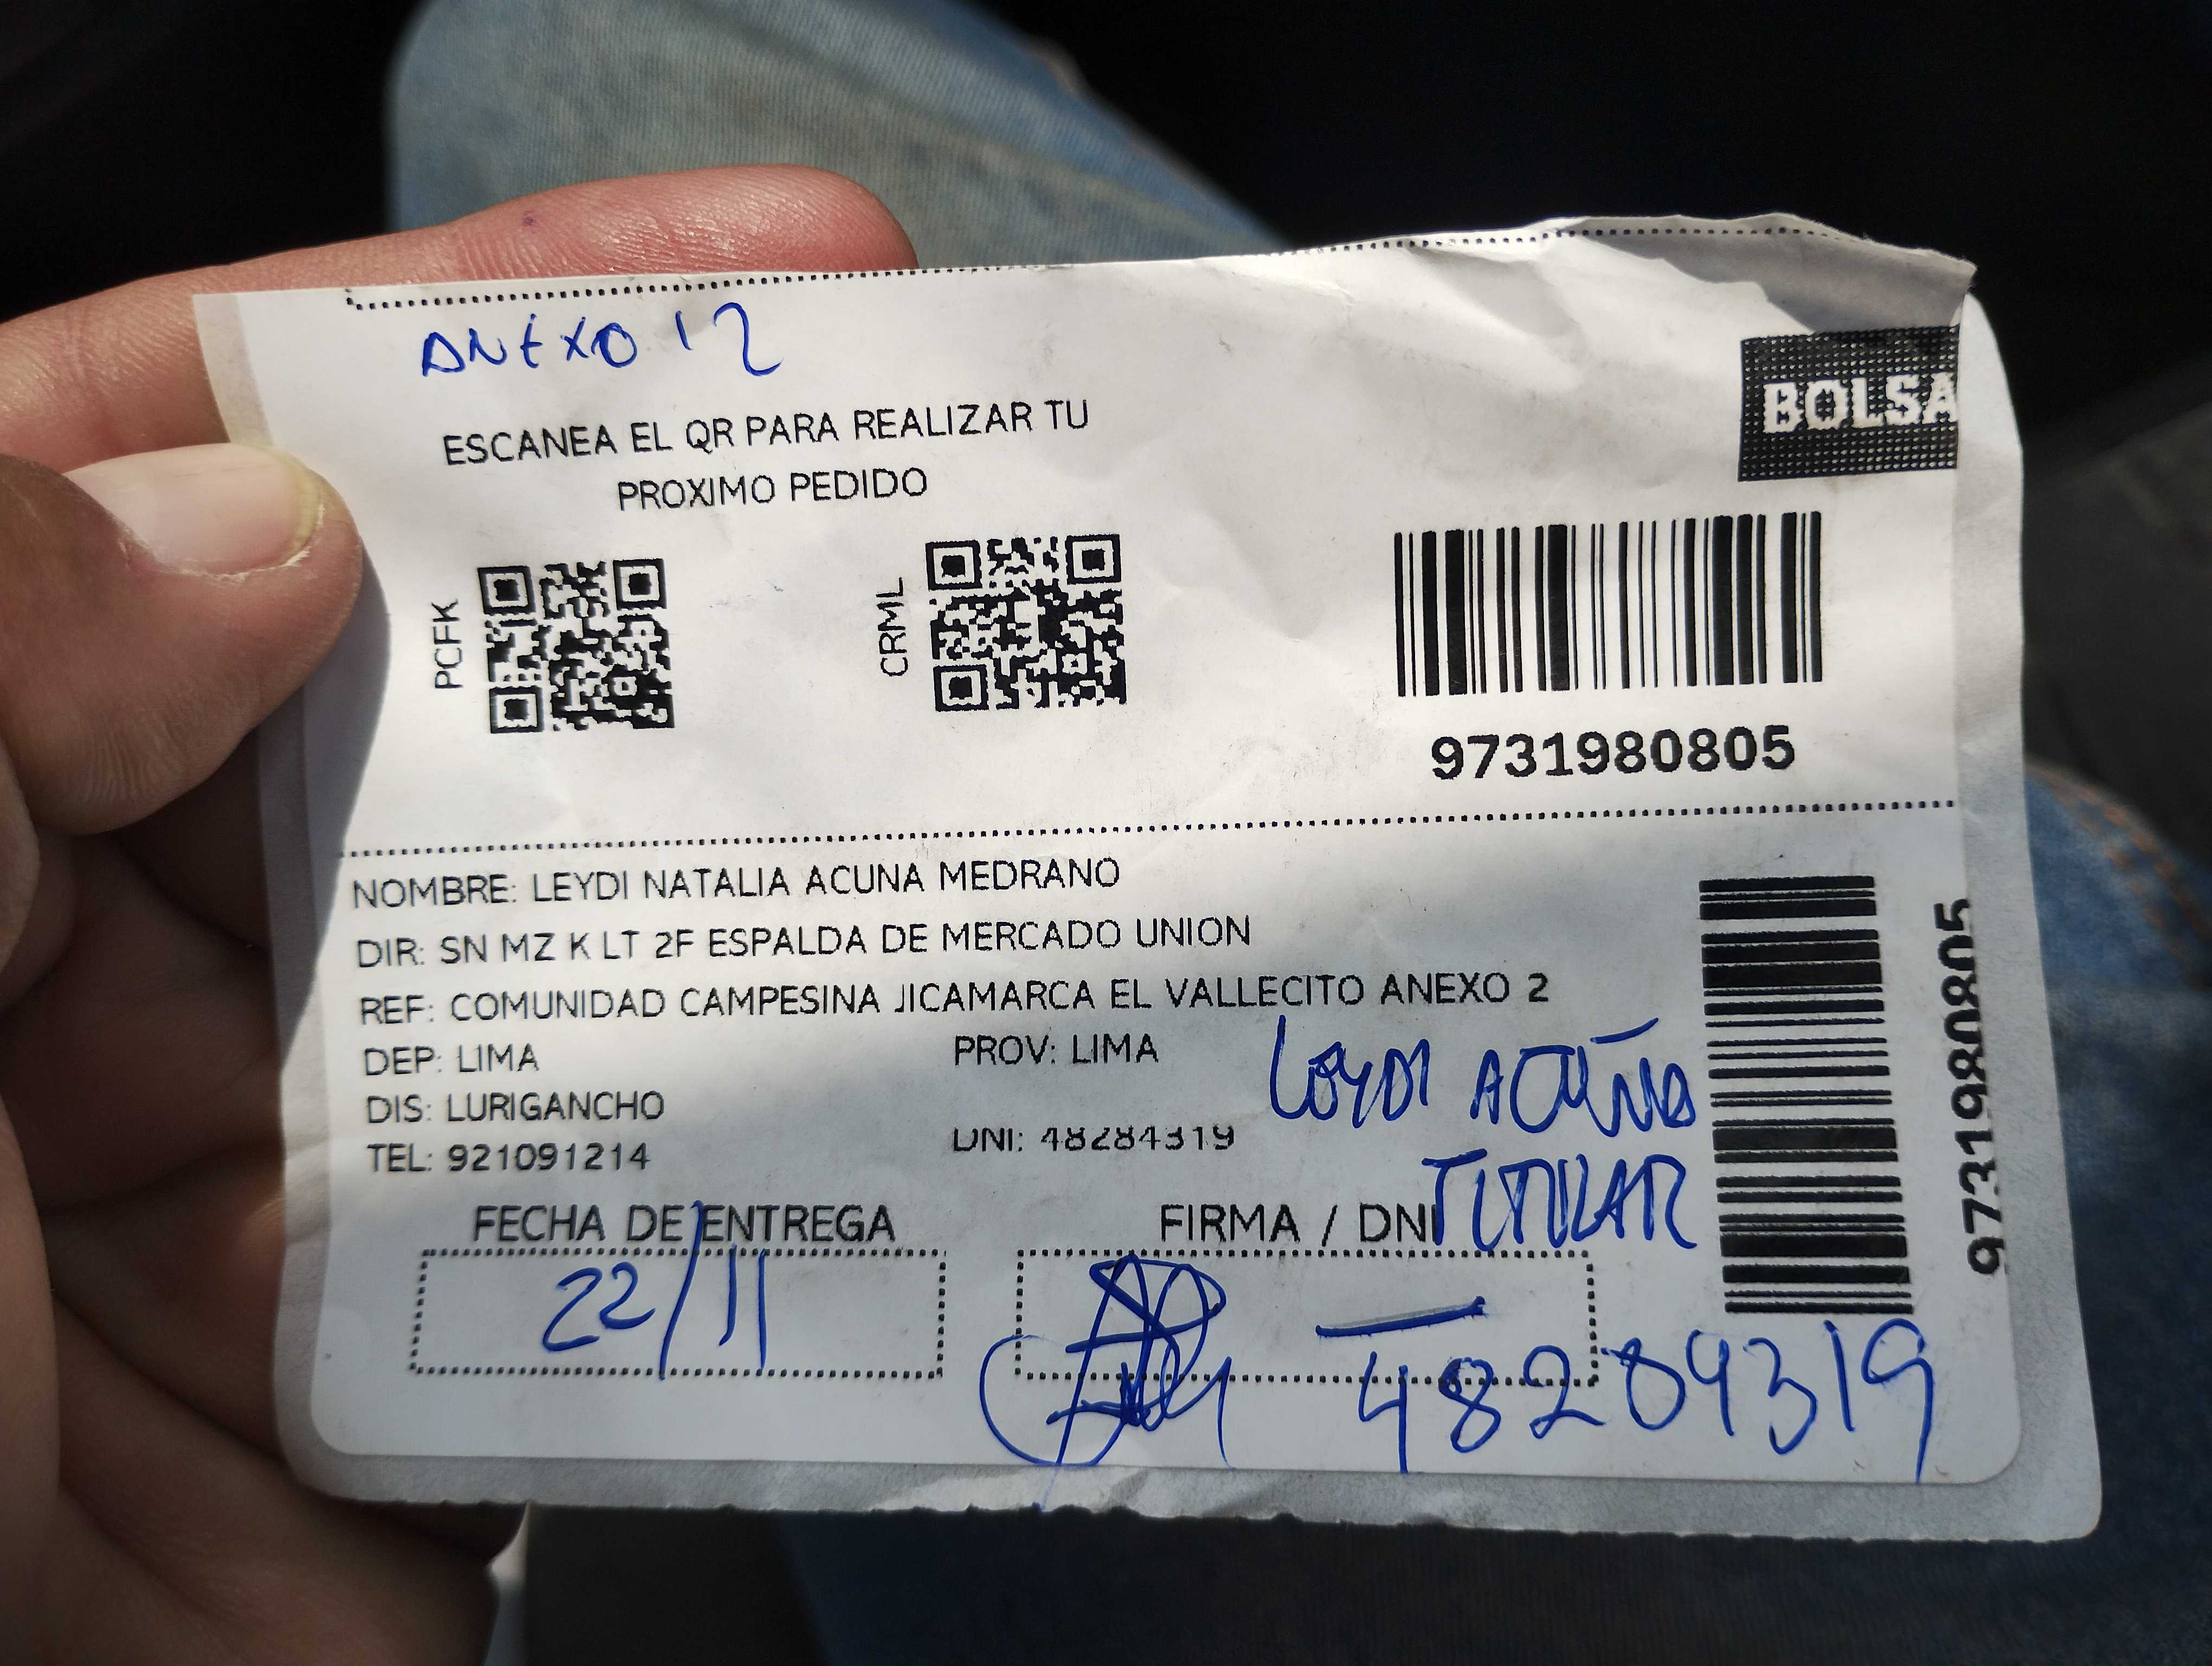 ANEXO 12
BOLSA
ESCANEA EL QR PARA REALIZAR TU
PROXIMO PEDIDO
PCFK
CRML
9731980805
NOMBRE: LEYDI NATALIA ACUNA MEDRANO
DIR: SN MZ K LT 2F ESPALDA DE MERCADO UNION
REF: COMUNIDAD CAMPESINA JICAMARCA EL VALLECITO ANEXO 2
DEP: LIMA PROV: LIMA
DIS: LURIGANCHO
TEL: 921091214 DNI: 48284319
9731980805
LeyDI ACUÑA
TITULAR
FECHA DE ENTREGA
22/11
FIRMA / DNI
48284319